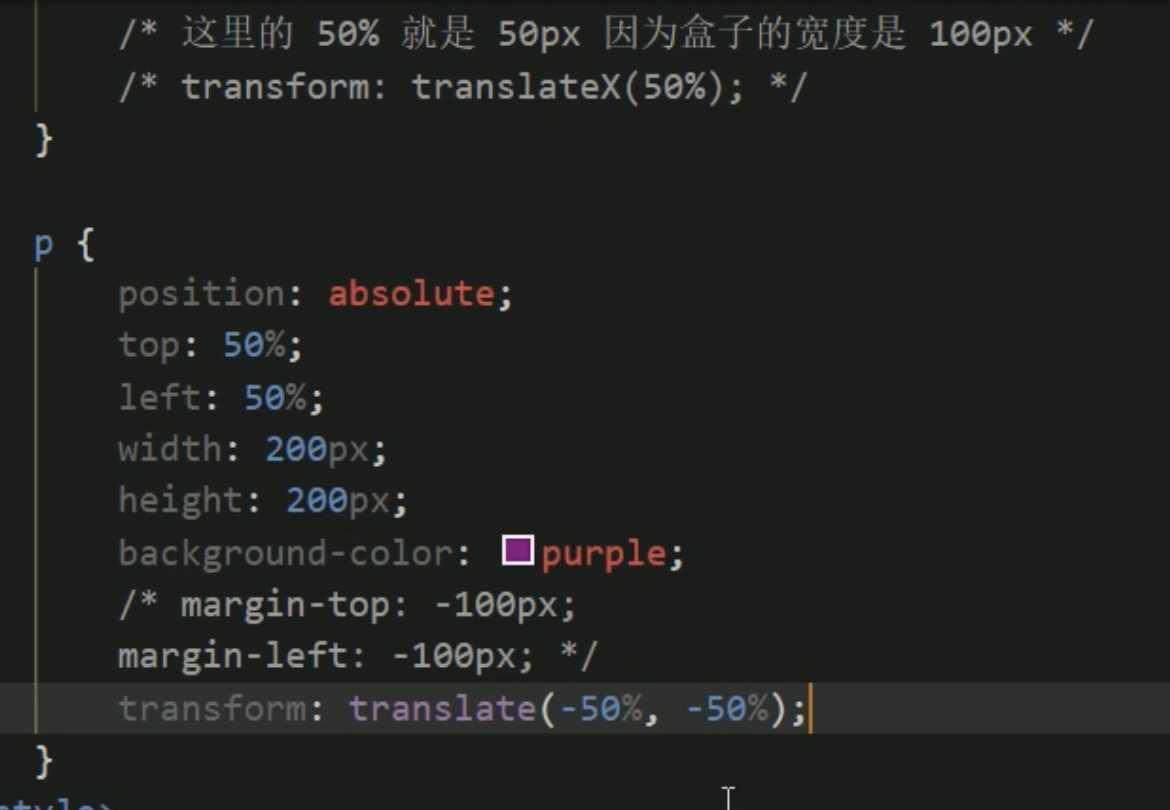 /* 这里的 50% 就是 50px 因为盒子的宽度是 100px */
/* transform: translateX(50%); */
}
p {
position: absolute;
top: 50%;
left: 50%;
width: 200px;
height: 200px;
background-color: purple;
/* margin-top: -100px;
margin-left: -100px; */
transform: translate(-50%, -50%);
}
style>